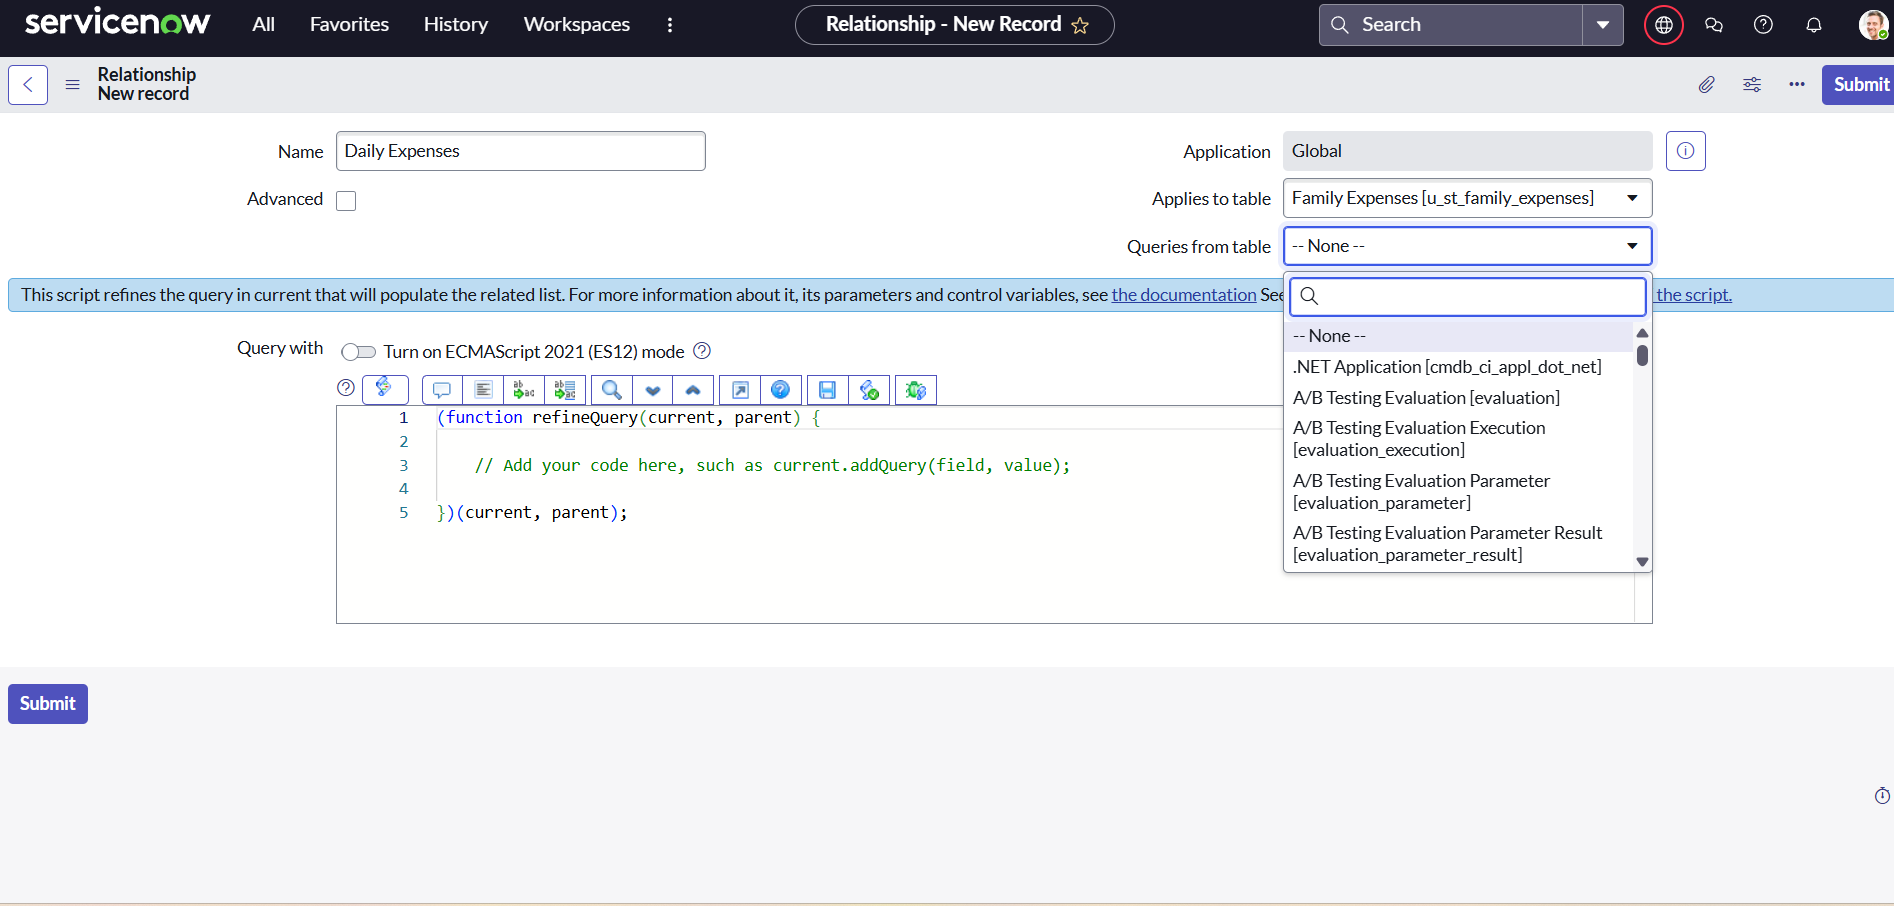 servicenow
All
Favorites
History
Workspaces
Relationship - New Record
Search
Relationship
New record
Submit
Name
Daily Expenses
Application
Global
Advanced
Applies to table
Family Expenses [u_st_family_expenses]
Queries from table
-- None --
This script refines the query in current that will populate the related list. For more information about it, its parameters and control variables, see the documentation See
the script.
-- None --
.NET Application [cmdb_ci_appl_dot_net]
A/B Testing Evaluation [evaluation]
A/B Testing Evaluation Execution
[evaluation_execution]
A/B Testing Evaluation Parameter
[evaluation_parameter]
A/B Testing Evaluation Parameter Result
[evaluation_parameter_result]
Query with
Turn on ECMAScript 2021 (ES12) mode
1 (function refineQuery(current, parent) {
2
3 // Add your code here, such as current.addQuery(field, value);
4
5 })(current, parent);
Submit